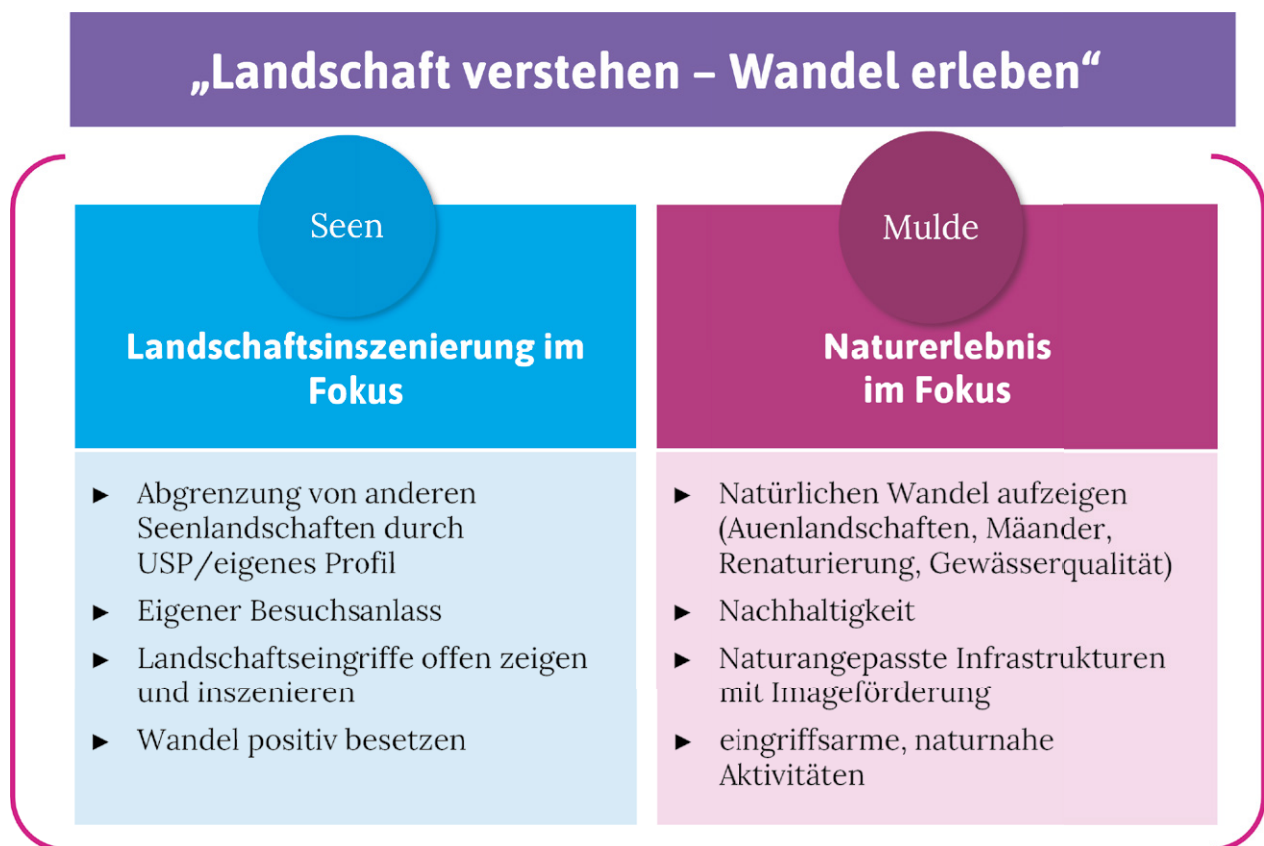 „Landschaft verstehen – Wandel erleben“
Seen
Landschaftsinszenierung im
Fokus
► Abgrenzung von anderen
Seenlandschaften durch
USP/eigenes Profil
► Eigener Besuchsanlass
► Landschaftseingriffe offen zeigen
und inszenieren
► Wandel positiv besetzen
Mulde
Naturerlebnis
im Fokus
► Natürlichen Wandel aufzeigen
(Auenlandschaften, Mäander,
Renaturierung, Gewässerqualität)
► Nachhaltigkeit
► Naturangepasste Infrastrukturen
mit Imageförderung
► eingriffsarme, naturnahe
Aktivitäten